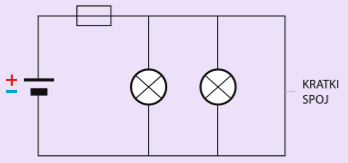 +
–
KRATKI
SPOJ